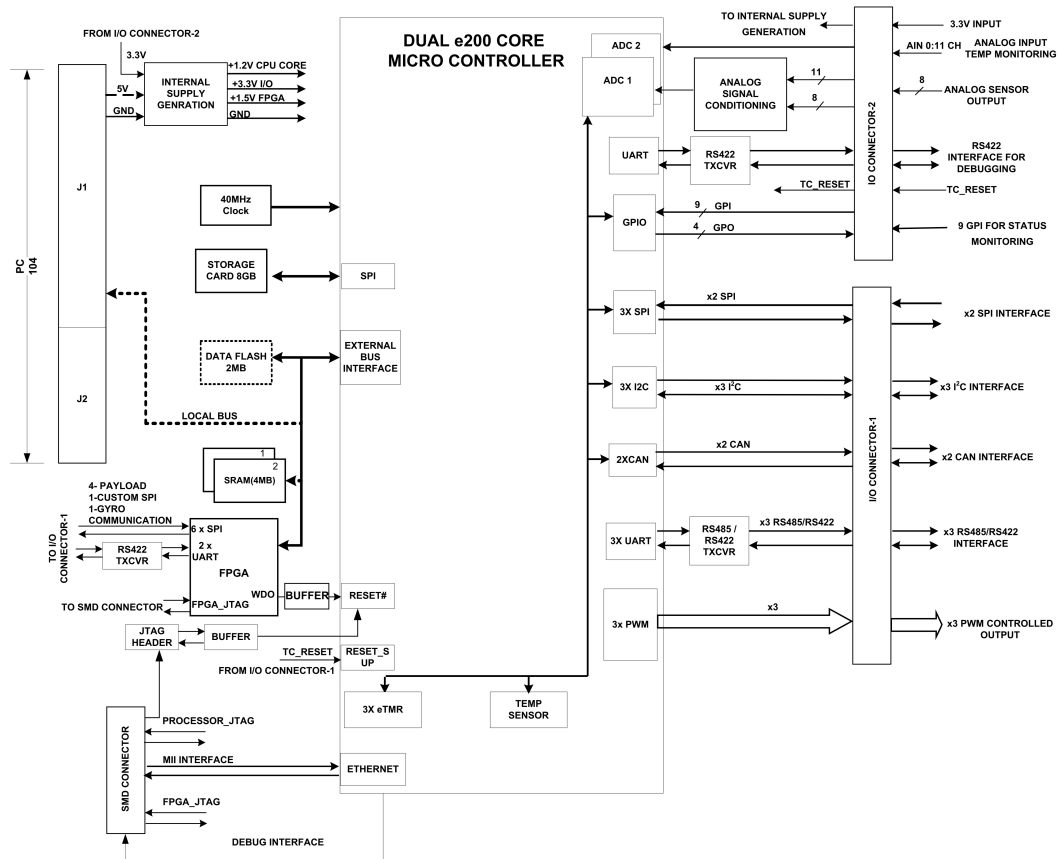 DUAL e200 CORE
MICRO CONTROLLER
FROM I/O CONNECTOR-2
3.3V
5V
GND
INTERNAL
SUPPLY
GENRATION
+1.2V CPU CORE
+3.3V I/O
+1.5V FPGA
GND
J1
J2
PC
104
40MHz
Clock
STORAGE
CARD 8GB
SPI
DATA FLASH
2MB
EXTERNAL
BUS
INTERFACE
LOCAL BUS
1
2
SRAM(4MB)
4- PAYLOAD
1-CUSTOM SPI
1-GYRO
COMMUNICATION
TO I/O
CONNECTOR-1
RS422
TXCVR
6 x SPI
2 x
UART
FPGA
WDO
FPGA_JTAG
BUFFER
RESET#
TO SMD CONNECTOR
JTAG
HEADER
BUFFER
TC_RESET
FROM I/O CONNECTOR-1
RESET_S
UP
3X eTMR
TEMP
SENSOR
SMD CONNECTOR
PROCESSOR_JTAG
MII INTERFACE
ETHERNET
FPGA_JTAG
DEBUG INTERFACE
ADC 2
ADC 1
TO INTERNAL SUPPLY
GENERATION
ANALOG
SIGNAL
CONDITIONING
11
8
UART
RS422
TXCVR
TC_RESET
GPIO
9
GPI
4
GPO
IO CONNECTOR-2
3.3V INPUT
AIN 0:11 CH
ANALOG INPUT
TEMP MONITORING
8
ANALOG SENSOR
OUTPUT
RS422
INTERFACE FOR
DEBUGGING
TC_RESET
9 GPI FOR STATUS
MONITORING
3X SPI
x2 SPI
x2 SPI INTERFACE
3X I2C
x3 I²C
x3 I²C INTERFACE
2XCAN
x2 CAN
x2 CAN INTERFACE
3X UART
RS485 /
RS422
TXCVR
x3 RS485/RS422
x3 RS485/RS422
INTERFACE
3x PWM
x3
x3 PWM CONTROLLED
OUTPUT
I/O CONNECTOR-1